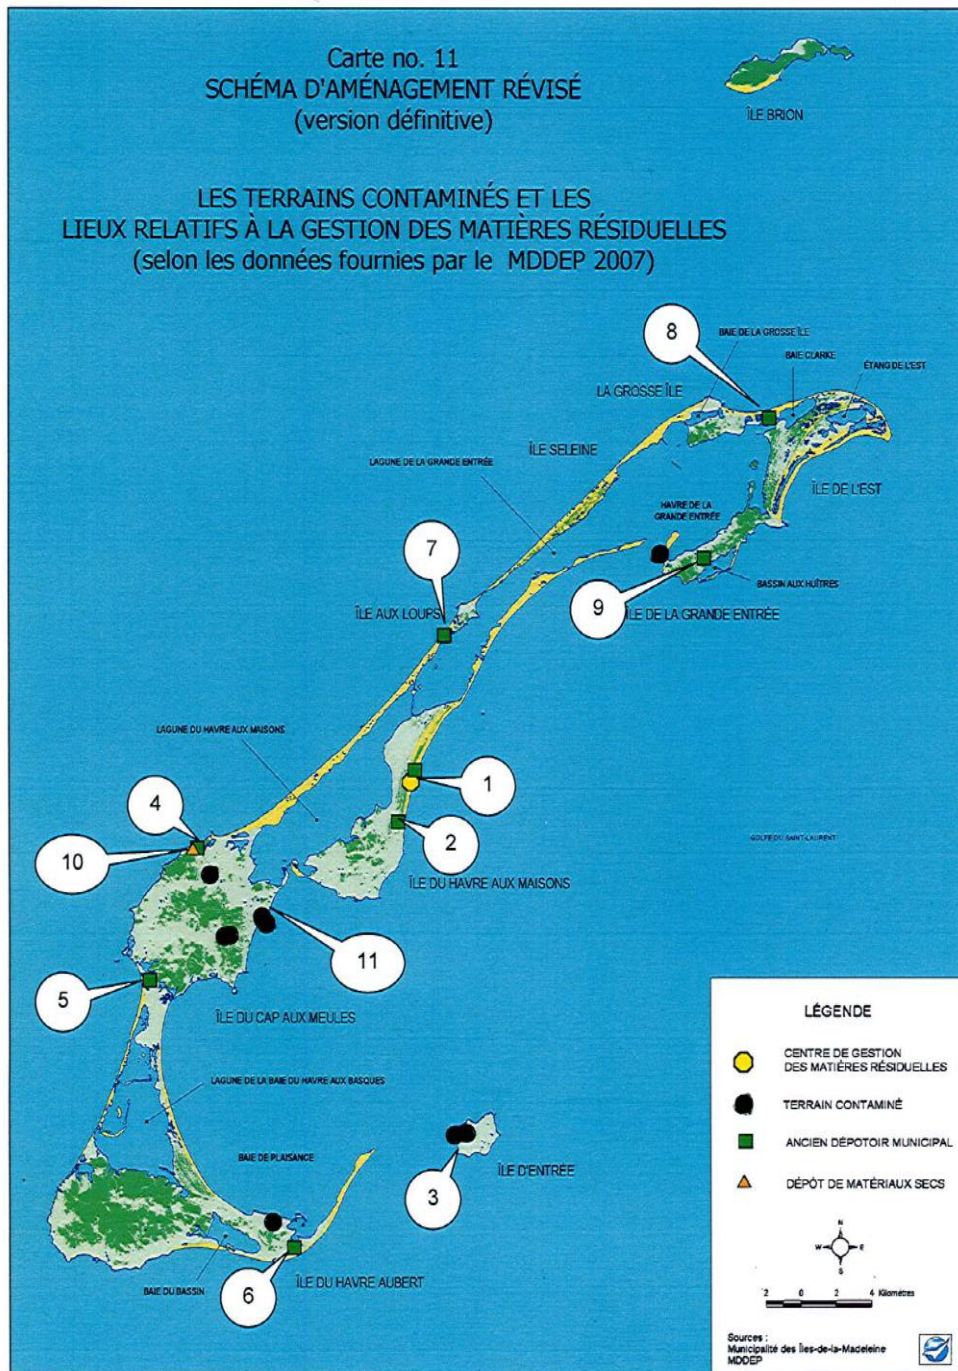 Carte no. 11
SCHÉMA D'AMÉNAGEMENT RÉVISÉ
(version définitive)
ÎLE BRION
LES TERRAINS CONTAMINÉS ET LES
LIEUX RELATIFS À LA GESTION DES MATIÈRES RÉSIDUELLES
(selon les données fournies par le MDDEP 2007)
8
BAIE DE LA GROSSE ÎLE
BAIE CLARKE
ÉTANG DE L'EST
LA GROSSE ÎLE
ÎLE SELEINE
LAGUNE DE LA GRANDE ENTRÉE
ÎLE DE L'EST
HAVRE DE LA
GRANDE ENTRÉE
7
BASSIN AUX HUÎTRES
9
ÎLE AUX LOUPS
ÎLE DE LA GRANDE ENTRÉE
LAGUNE DU HAVRE AUX MAISONS
1
4
2
GOLFE DU SAINT-LAURENT
10
ÎLE DU HAVRE AUX MAISONS
11
5
ÎLE DU CAP AUX MEULES
LAGUNE DE LA BAIE DU HAVRE AUX BASQUES
BAIE DE PLAISANCE
ÎLE D'ENTRÉE
3
BAIE DU BASSIN
ÎLE DU HAVRE AUBERT
6
LÉGENDE
CENTRE DE GESTION
DES MATIÈRES RÉSIDUELLES
TERRAIN CONTAMINÉ
ANCIEN DÉPOTOIR MUNICIPAL
DÉPÔT DE MATÉRIAUX SECS
N
W E
S
2 0 2 4 Kilomètres
Sources :
Municipalité des Îles-de-la-Madeleine
MDDEP